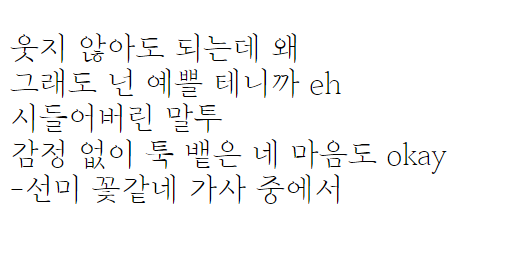 웃지 않아도 되는데 왜
그래도 넌 예쁠 테니까 eh
시들어버린 말투
감정 없이 툭 뱉은 네 마음도 okay
-선미 꽃같네 가사 중에서